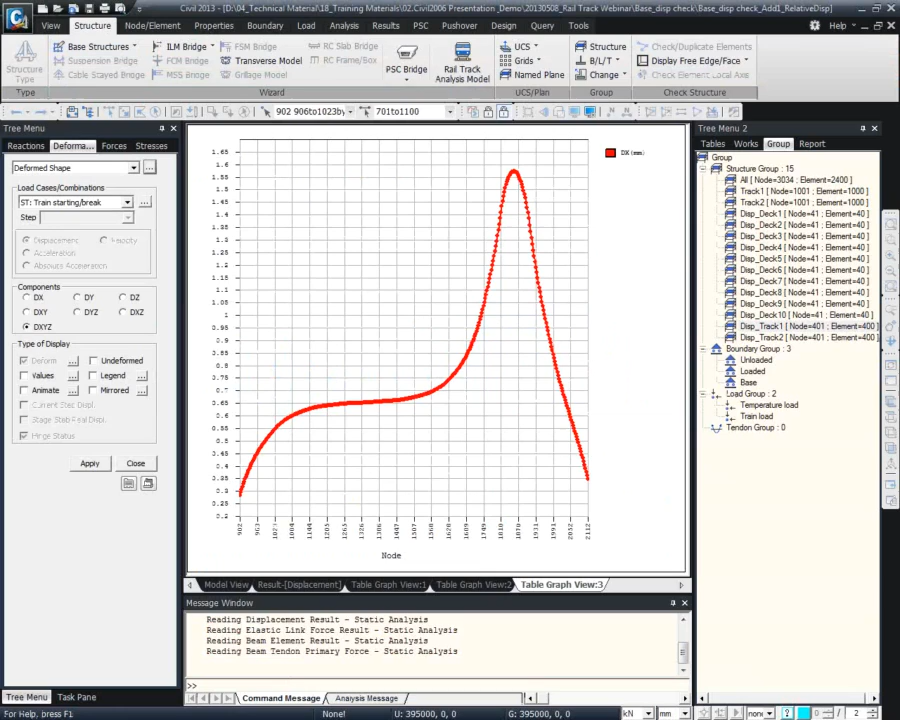 Civil 2013 - [D:\04_Technical Material\18_Training Materials\02.Civil2006 Presentation_Demo\20130508_Rail Track Webinar\Base_disp check\Base_disp check_Add1_RelativeDisp]
View Structure Node/Element Properties Boundary Load Analysis Results PSC Pushover Design Query Tools Help
Structure Type
Base Structures
Suspension Bridge
Cable Stayed Bridge
ILM Bridge
FCM Bridge
MSS Bridge
FSM Bridge
Transverse Model
Grillage Model
RC Slab Bridge
RC Frame/Box
PSC Bridge
Rail Track Analysis Model
UCS
Grids
Named Plane
Structure
B/L/T
Change
Check/Duplicate Elements
Display Free Edge/Face
Check Element Local Axis
Type Wizard UCS/Plan Group Check Structure
902 906to1023by
701to1100
Tree Menu
Reactions Deforma... Forces Stresses
Deformed Shape
...
Load Cases/Combinations
ST: Train starting/break
...
Step
Displacement
Velocity
Acceleration
Absolute Acceleration
Components
DX DY DZ
DXY DYZ DXZ
DXYZ
Type of Display
Deform ... Undeformed
Values ... Legend ...
Animate ... Mirrored ...
Current Step Displ.
Stage Step Real Displ.
Hinge Status
Apply Close
Tree Menu Task Pane
1.65
1.6
1.55
1.5
1.45
1.4
1.35
1.3
1.25
1.2
1.15
1.1
1.05
1
0.95
0.9
0.85
0.8
0.75
0.7
0.65
0.6
0.55
0.5
0.45
0.4
0.35
0.3
0.25
0.2
DX(mm)
902 963 1144 1205 1265 1326 1447 1507 1568 1749 1931 1991 2112
Node
Model View Result-[Displacement] Table Graph View:1 Table Graph View:2 Table Graph View:3
Message Window
Reading Displacement Result - Static Analysis
Reading Elastic Link Force Result - Static Analysis
Reading Beam Element Result - Static Analysis
Reading Beam Tendon Primary Force - Static Analysis
>>
Command Message Analysis Message
Tree Menu 2
Tables Works Group Report
Group
Structure Group : 15
All [ Node=3034 ; Element=2400 ]
Track1 [ Node=1001 ; Element=1000 ]
Track2 [ Node=1001 ; Element=1000 ]
Disp_Deck1 [ Node=41 ; Element=40 ]
Disp_Deck2 [ Node=41 ; Element=40 ]
Disp_Deck3 [ Node=41 ; Element=40 ]
Disp_Deck4 [ Node=41 ; Element=40 ]
Disp_Deck5 [ Node=41 ; Element=40 ]
Disp_Deck6 [ Node=41 ; Element=40 ]
Disp_Deck7 [ Node=41 ; Element=40 ]
Disp_Deck8 [ Node=41 ; Element=40 ]
Disp_Deck9 [ Node=41 ; Element=40 ]
Disp_Deck10 [ Node=41 ; Element=40 ]
Disp_Track1 [ Node=401 ; Element=400 ]
Disp_Track2 [ Node=401 ; Element=400 ]
Boundary Group : 3
Unloaded
Loaded
Base
Load Group : 2
Temperature load
Train load
Tendon Group : 0
For Help, press F1 None! U: 395000, 0, 0 G: 395000, 0, 0 kN mm none ? 0 / 2